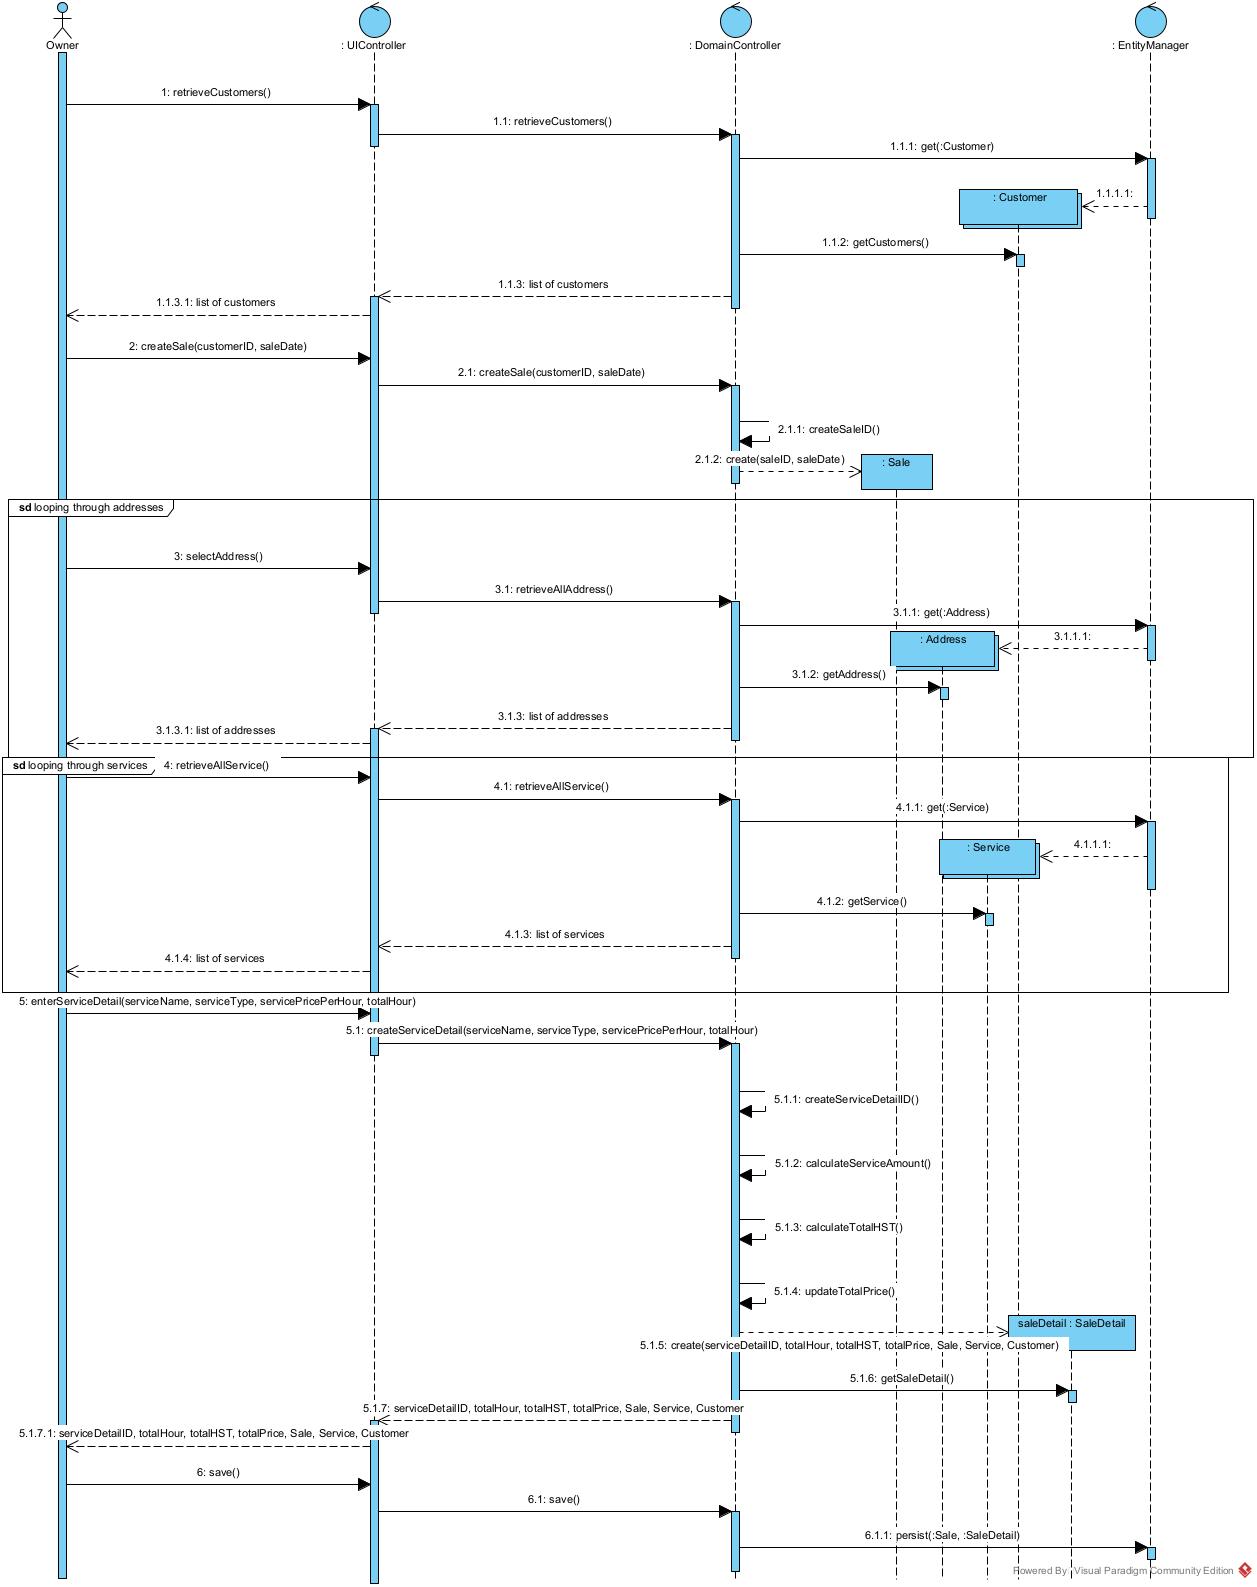 Owner
: UIController
: DomainController
: EntityManager
1: retrieveCustomers()
1.1: retrieveCustomers()
1.1.1: get(:Customer)
: Customer
1.1.1.1:
1.1.2: getCustomers()
1.1.3: list of customers
1.1.3.1: list of customers
2: createSale(customerID, saleDate)
2.1: createSale(customerID, saleDate)
2.1.1: createSaleID()
2.1.2: create(saleID, saleDate)
: Sale
sd looping through addresses
3: selectAddress()
3.1: retrieveAllAddress()
3.1.1: get(:Address)
: Address
3.1.1.1:
3.1.2: getAddress()
3.1.3: list of addresses
3.1.3.1: list of addresses
sd looping through services
4: retrieveAllService()
4.1: retrieveAllService()
4.1.1: get(:Service)
: Service
4.1.1.1:
4.1.2: getService()
4.1.3: list of services
4.1.4: list of services
5: enterServiceDetail(serviceName, serviceType, servicePricePerHour, totalHour)
5.1: createServiceDetail(serviceName, serviceType, servicePricePerHour, totalHour)
5.1.1: createServiceDetailID()
5.1.2: calculateServiceAmount()
5.1.3: calculateTotalHST()
5.1.4: updateTotalPrice()
saleDetail : SaleDetail
5.1.5: create(serviceDetailID, totalHour, totalHST, totalPrice, Sale, Service, Customer)
5.1.6: getSaleDetail()
5.1.7: serviceDetailID, totalHour, totalHST, totalPrice, Sale, Service, Customer
5.1.7.1: serviceDetailID, totalHour, totalHST, totalPrice, Sale, Service, Customer
6: save()
6.1: save()
6.1.1: persist(:Sale, :SaleDetail)
Powered By Visual Paradigm Community Edition